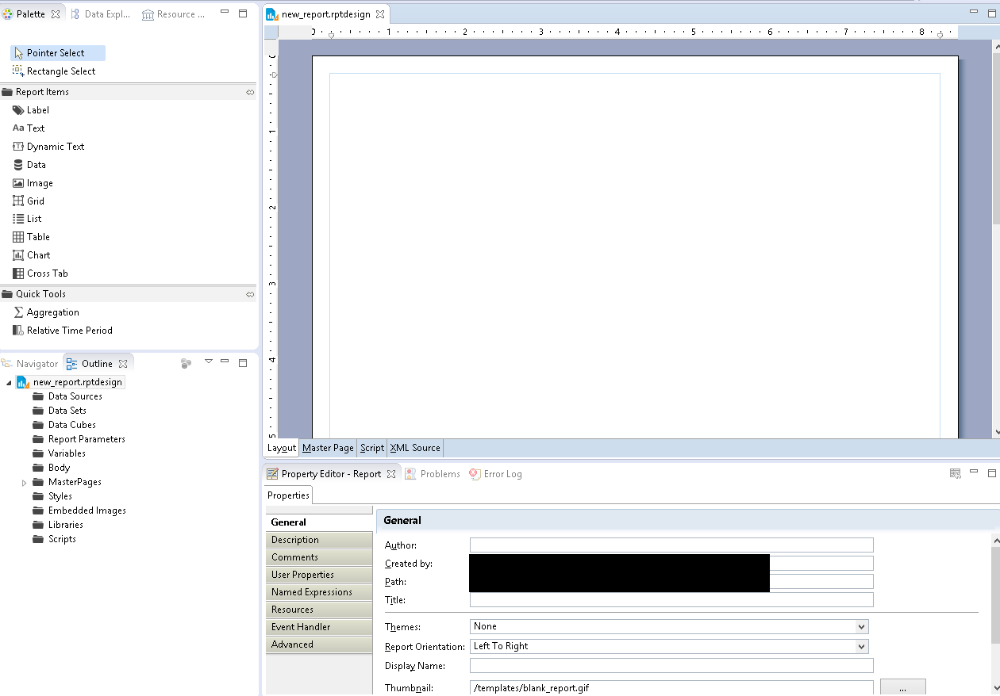 Palette
Data Expl...
Resource ...
Pointer Select
Rectangle Select
Report Items
Label
Aa Text
Dynamic Text
Data
Image
Grid
List
Table
Chart
Cross Tab
Quick Tools
Aggregation
Relative Time Period
Navigator
Outline
new_report.rptdesign
Data Sources
Data Sets
Data Cubes
Report Parameters
Variables
Body
MasterPages
Styles
Embedded Images
Libraries
Scripts
new_report.rptdesign
0 1 2 3 4 5 6 7 8
0
1
2
3
4
5
Layout Master Page Script XML Source
Property Editor - Report
Problems
Error Log
Properties
General
Description
Comments
User Properties
Named Expressions
Resources
Event Handler
Advanced
General
Author:
Created by:
Path:
Title:
Themes: None
Report Orientation: Left To Right
Display Name:
Thumbnail: /templates/blank_report.gif ...